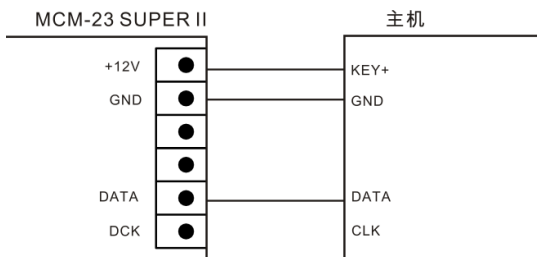 MCM-23 SUPER II 主机
+12V KEY+
GND GND
DATA DATA
DCK CLK